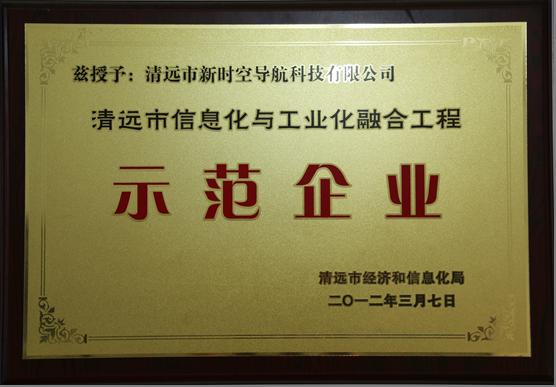 兹授予：清远市新时空导航科技有限公司
清远市信息化与工业化融合工程
示范企业
清远市经济和信息化局
二〇一二年三月七日